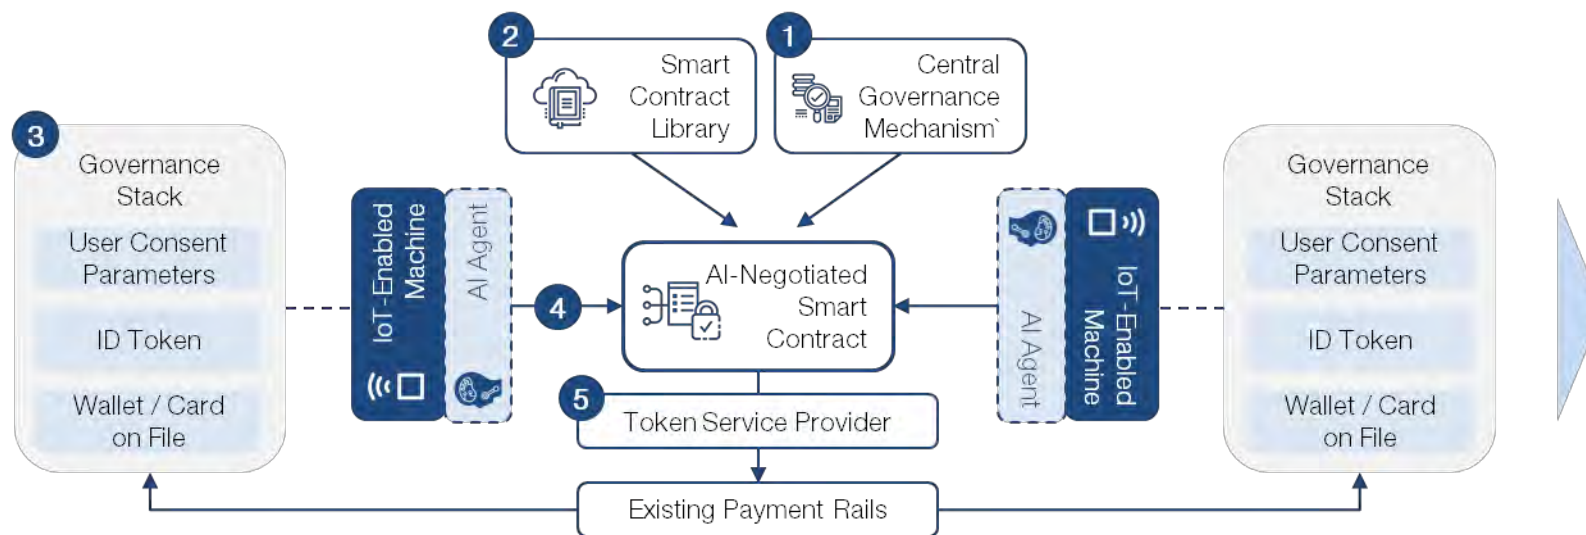 2
Smart
Contract
Library
1
Central
Governance
Mechanism`
3
Governance
Stack
User Consent
Parameters
ID Token
Wallet / Card
on File
IoT-Enabled
Machine
AI Agent
4
AI-Negotiated
Smart
Contract
AI Agent
IoT-Enabled
Machine
Governance
Stack
User Consent
Parameters
ID Token
Wallet / Card
on File
5
Token Service Provider
Existing Payment Rails